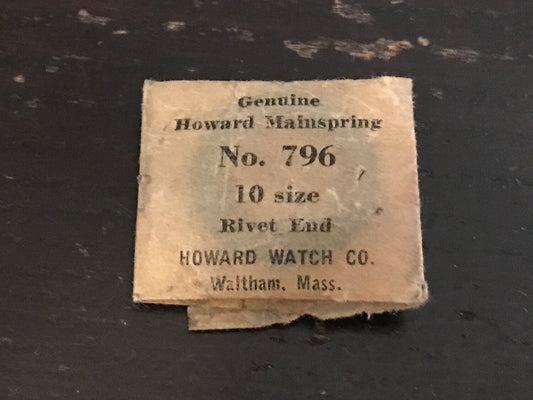 Genuine
Howard Mainspring
No. 796
10 size
Rivet End
HOWARD WATCH CO.
Waltham, Mass.